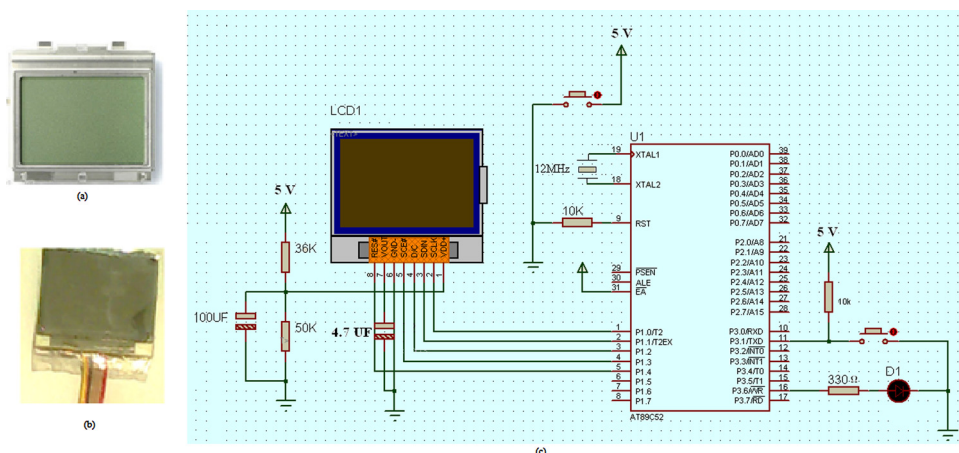 (a)
(b)
5 V
36K
100UF
50K
LCD1
<TEXT>
RES#
VOUT
GND
SCE#
D/C
SDIN
SCLK
VDD
8
7
6
5
4
3
2
1
4.7 UF
5 V
12MHz
10K
U1
19 XTAL1
18 XTAL2
9 RST
29 PSEN
30 ALE
31 EA
1 P1.0/T2
2 P1.1/T2EX
3 P1.2
4 P1.3
5 P1.4
6 P1.5
7 P1.6
8 P1.7
P0.0/AD0 39
P0.1/AD1 38
P0.2/AD2 37
P0.3/AD3 36
P0.4/AD4 35
P0.5/AD5 34
P0.6/AD6 33
P0.7/AD7 32
P2.0/A8 21
P2.1/A9 22
P2.2/A10 23
P2.3/A11 24
P2.4/A12 25
P2.5/A13 26
P2.6/A14 27
P2.7/A15 28
P3.0/RXD 10
P3.1/TXD 11
P3.2/INT0 12
P3.3/INT1 13
P3.4/T0 14
P3.5/T1 15
P3.6/WR 16
P3.7/RD 17
AT89C52
5 V
10k
330-Ω
D1
(c)